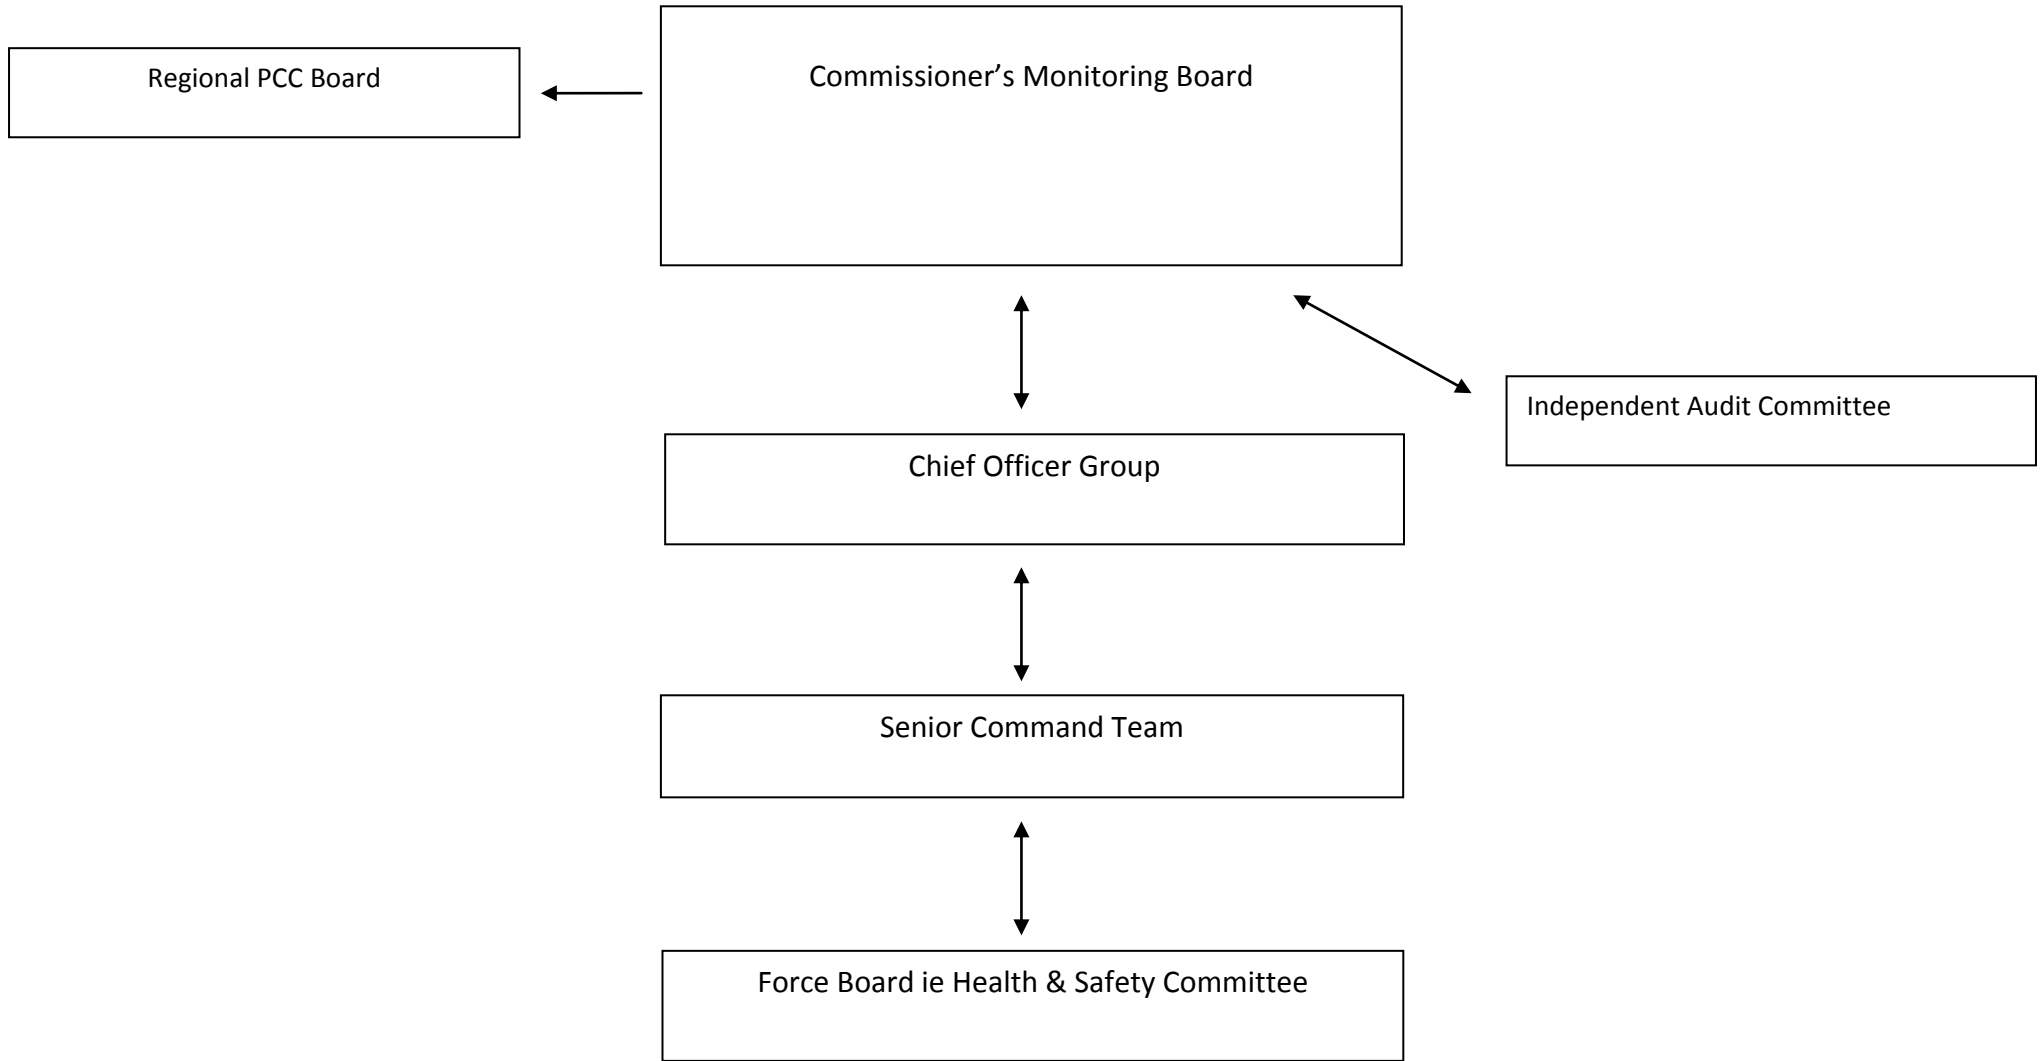 Regional PCC Board
Commissioner’s Monitoring Board
Independent Audit Committee
Chief Officer Group
Senior Command Team
Force Board ie Health & Safety Committee